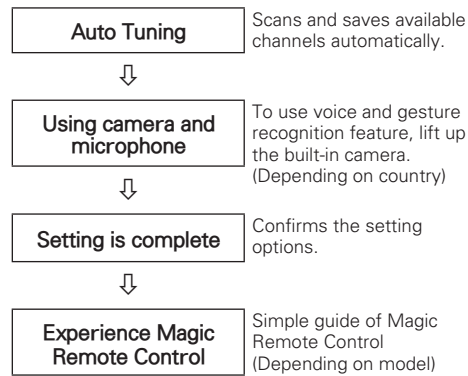 Auto Tuning
Scans and saves available
channels automatically.
Using camera and
microphone
To use voice and gesture
recognition feature, lift up
the built-in camera.
(Depending on country)
Setting is complete
Confirms the setting
options.
Experience Magic
Remote Control
Simple guide of Magic
Remote Control
(Depending on model)